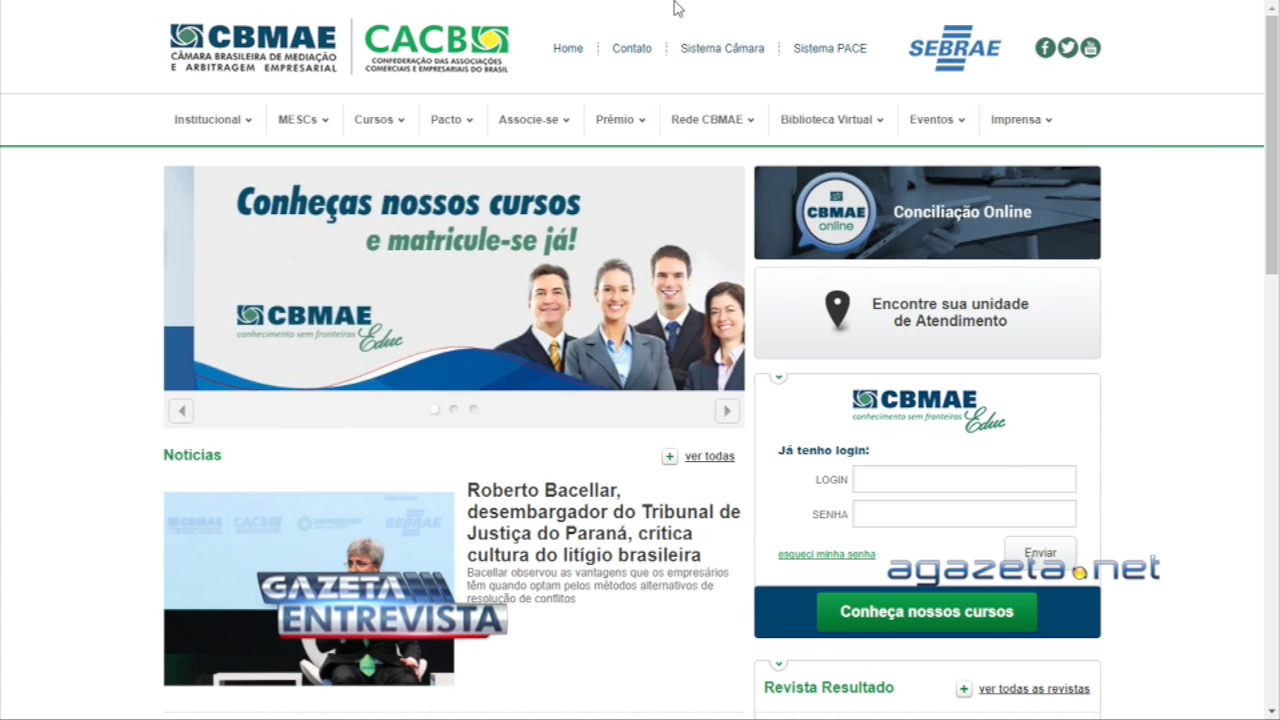 CBMAE
CÂMARA BRASILEIRA DE MEDIAÇÃO
E ARBITRAGEM EMPRESARIAL
CACB
CONFEDERAÇÃO DAS ASSOCIAÇÕES
COMERCIAIS E EMPRESARIAIS DO BRASIL
Home
Contato
Sistema Câmara
Sistema PACE
SEBRAE
You
Institucional
MESCs
Cursos
Pacto
Associe-se
Prêmio
Rede CBMAE
Biblioteca Virtual
Eventos
Imprensa
Conheças nossos cursos
e matricule-se já!
CBMAE
conhecimento sem fronteiras
Educ
CBMAE
online
Conciliação Online
Encontre sua unidade
de Atendimento
CBMAE
conhecimento sem fronteiras
Educ
Já tenho login:
LOGIN
SENHA
esqueci minha senha
Enviar
agazeta.net
Conheça nossos cursos
Noticias
ver todas
CBMAE
CACB
SEBRAE
Roberto Bacellar,
desembargador do Tribunal de
Justiça do Paraná, critica
cultura do litígio brasileira
Bacellar observou as vantagens que os empresários
têm quando optam pelos métodos alternativos de
resolução de conflitos
GAZETA
ENTREVISTA
Revista Resultado
ver todas as revistas